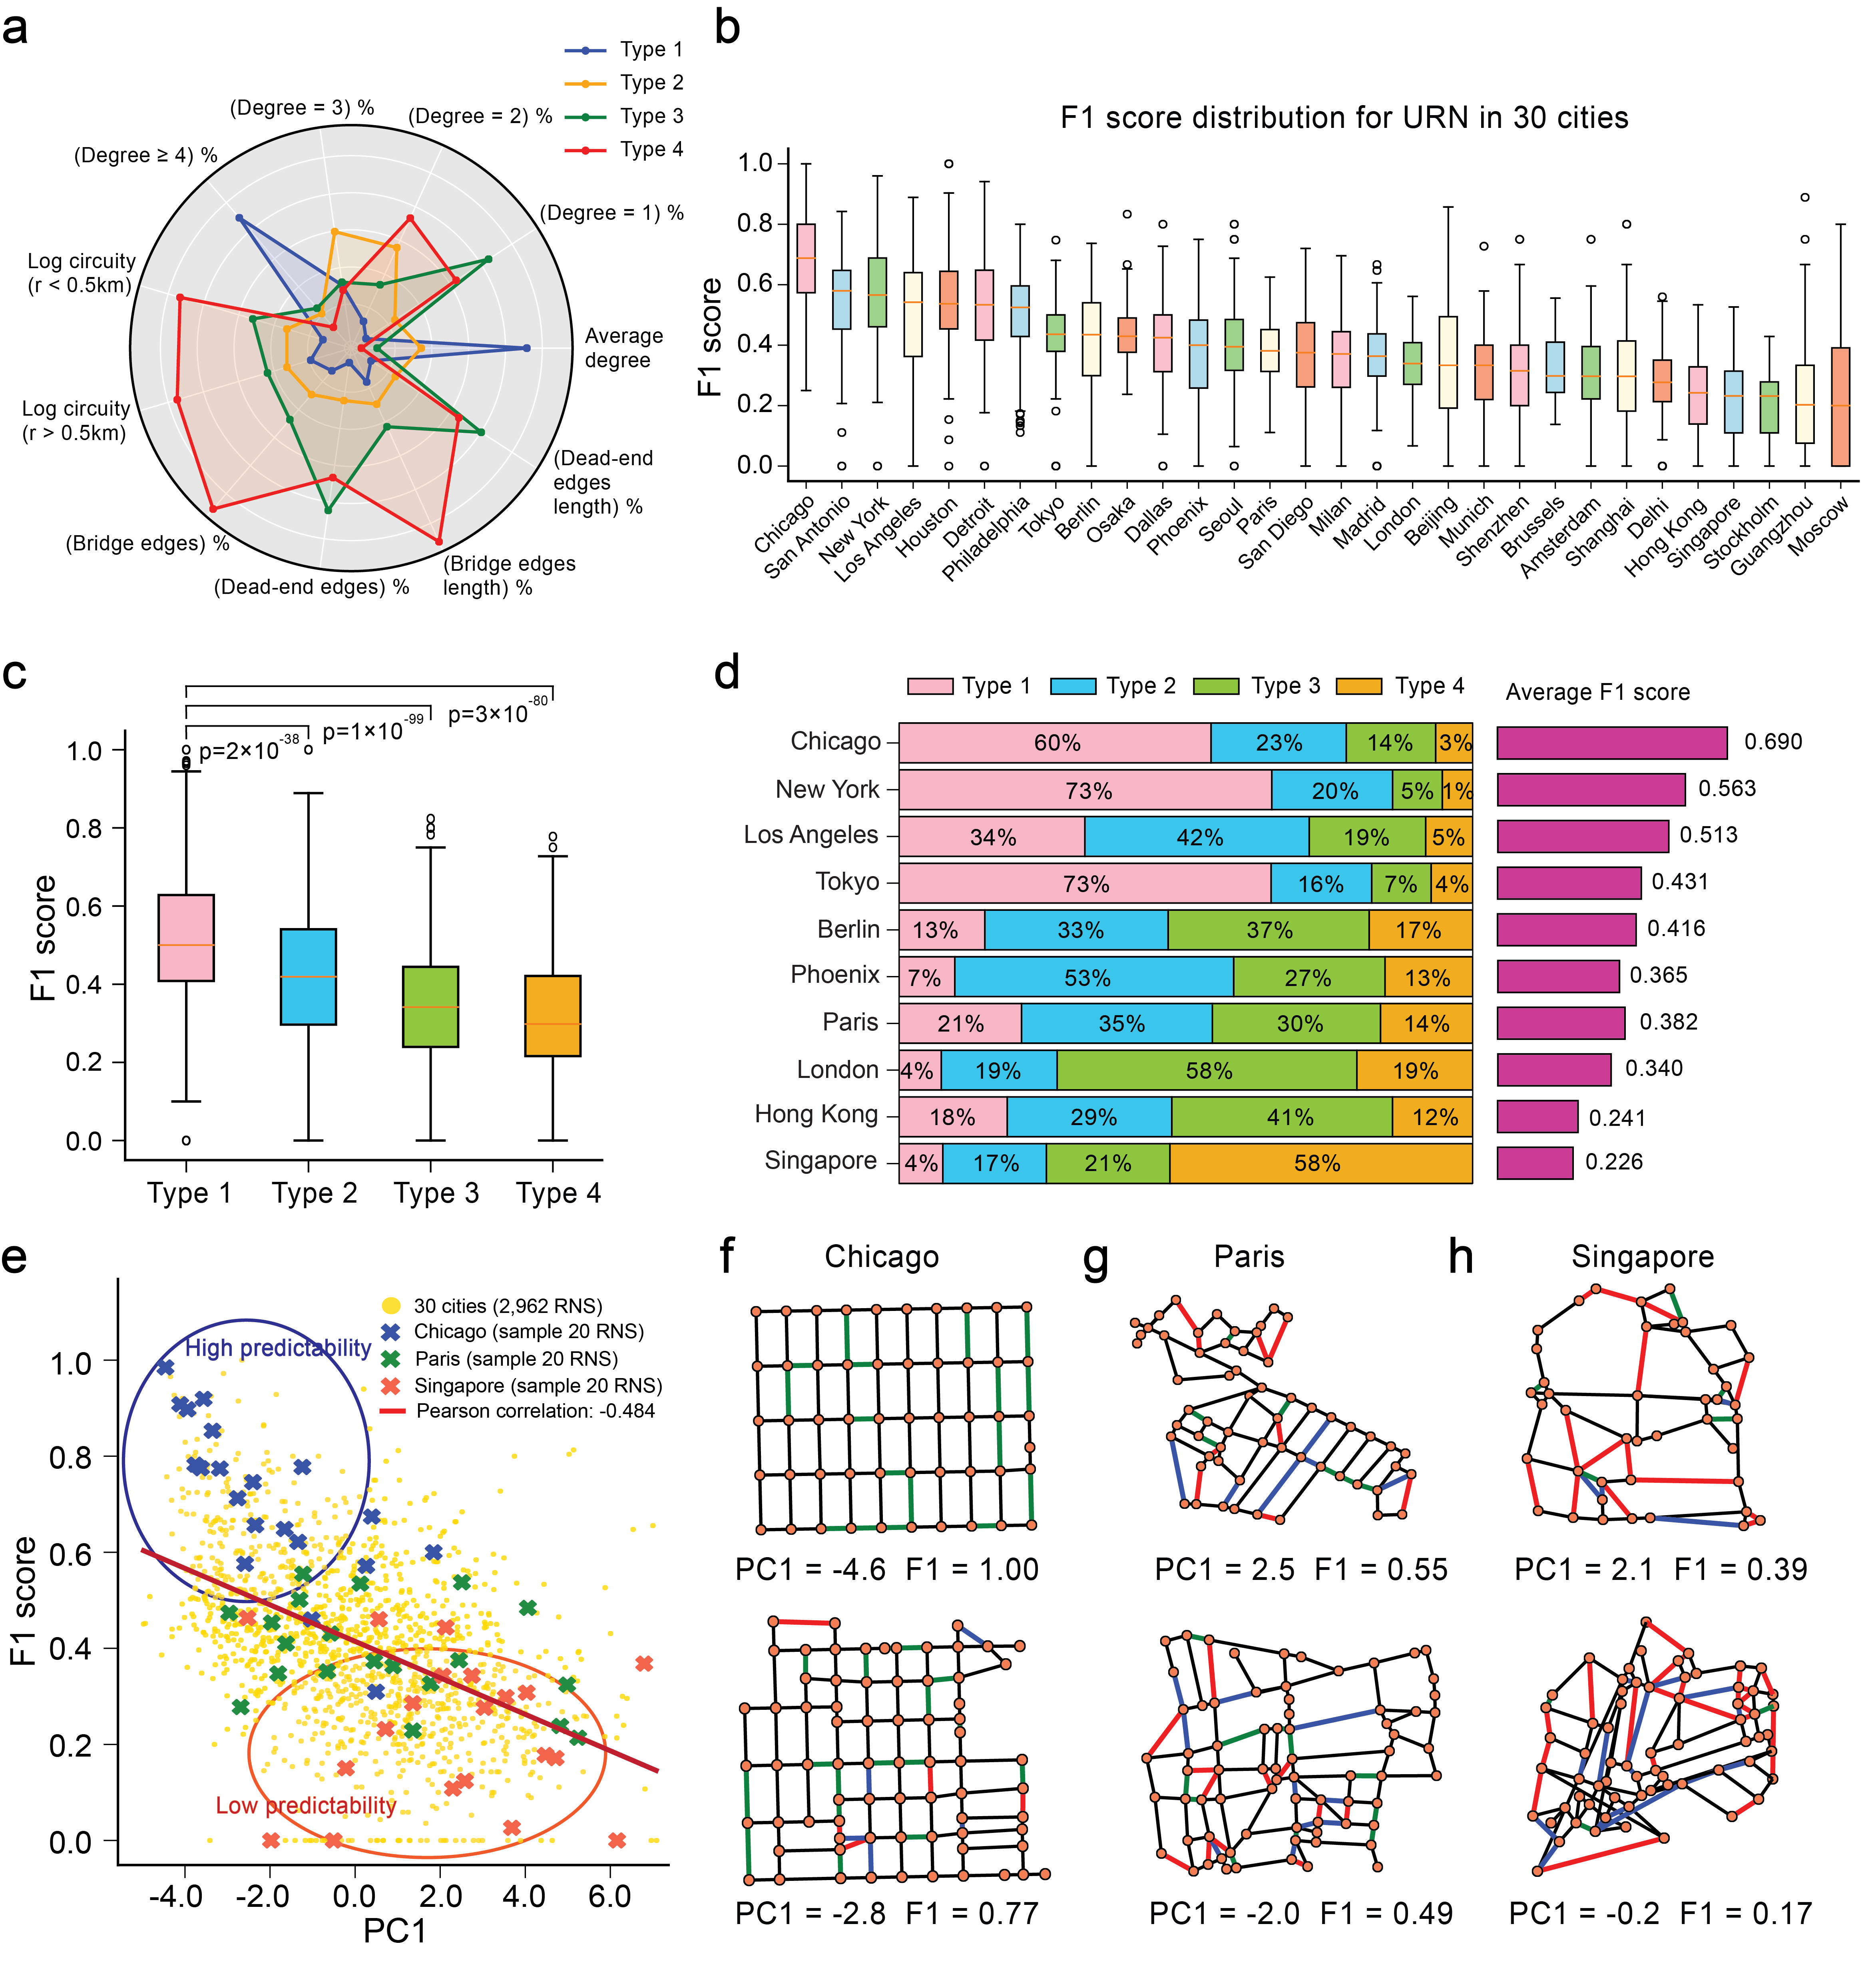 a
Type 1
Type 2
Type 3
Type 4
(Degree = 3) %
(Degree = 2) %
(Degree ≥ 4) %
(Degree = 1) %
Log circuity
(r < 0.5km)
Average
degree
Log circuity
(r > 0.5km)
(Dead-end
edges
length) %
(Bridge edges) %
(Dead-end edges) %
(Bridge edges
length) %
b
F1 score distribution for URN in 30 cities
F1 score
1.0
0.8
0.6
0.4
0.2
0.0
Chicago
San Antonio
New York
Los Angeles
Houston
Detroit
Philadelphia
Tokyo
Berlin
Osaka
Dallas
Phoenix
Seoul
Paris
San Diego
Milan
Madrid
London
Beijing
Munich
Shenzhen
Brussels
Amsterdam
Shanghai
Delhi
Hong Kong
Singapore
Stockholm
Guangzhou
Moscow
c
p=2×10-38
p=1×10-99
p=3×10-80
F1 score
1.0
0.8
0.6
0.4
0.2
0.0
Type 1
Type 2
Type 3
Type 4
d
Type 1
Type 2
Type 3
Type 4
Average F1 score
Chicago 60% 23% 14% 3% 0.690
New York 73% 20% 5% 1% 0.563
Los Angeles 34% 42% 19% 5% 0.513
Tokyo 73% 16% 7% 4% 0.431
Berlin 13% 33% 37% 17% 0.416
Phoenix 7% 53% 27% 13% 0.365
Paris 21% 35% 30% 14% 0.382
London 4% 19% 58% 19% 0.340
Hong Kong 18% 29% 41% 12% 0.241
Singapore 4% 17% 21% 58% 0.226
e
30 cities (2,962 RNS)
Chicago (sample 20 RNS)
Paris (sample 20 RNS)
Singapore (sample 20 RNS)
Pearson correlation: -0.484
High predictability
Low predictability
F1 score
1.0
0.8
0.6
0.4
0.2
0.0
-4.0
-2.0
0.0
2.0
4.0
6.0
PC1
f
Chicago
PC1 = -4.6 F1 = 1.00
PC1 = -2.8 F1 = 0.77
g
Paris
PC1 = 2.5 F1 = 0.55
PC1 = -2.0 F1 = 0.49
h
Singapore
PC1 = 2.1 F1 = 0.39
PC1 = -0.2 F1 = 0.17